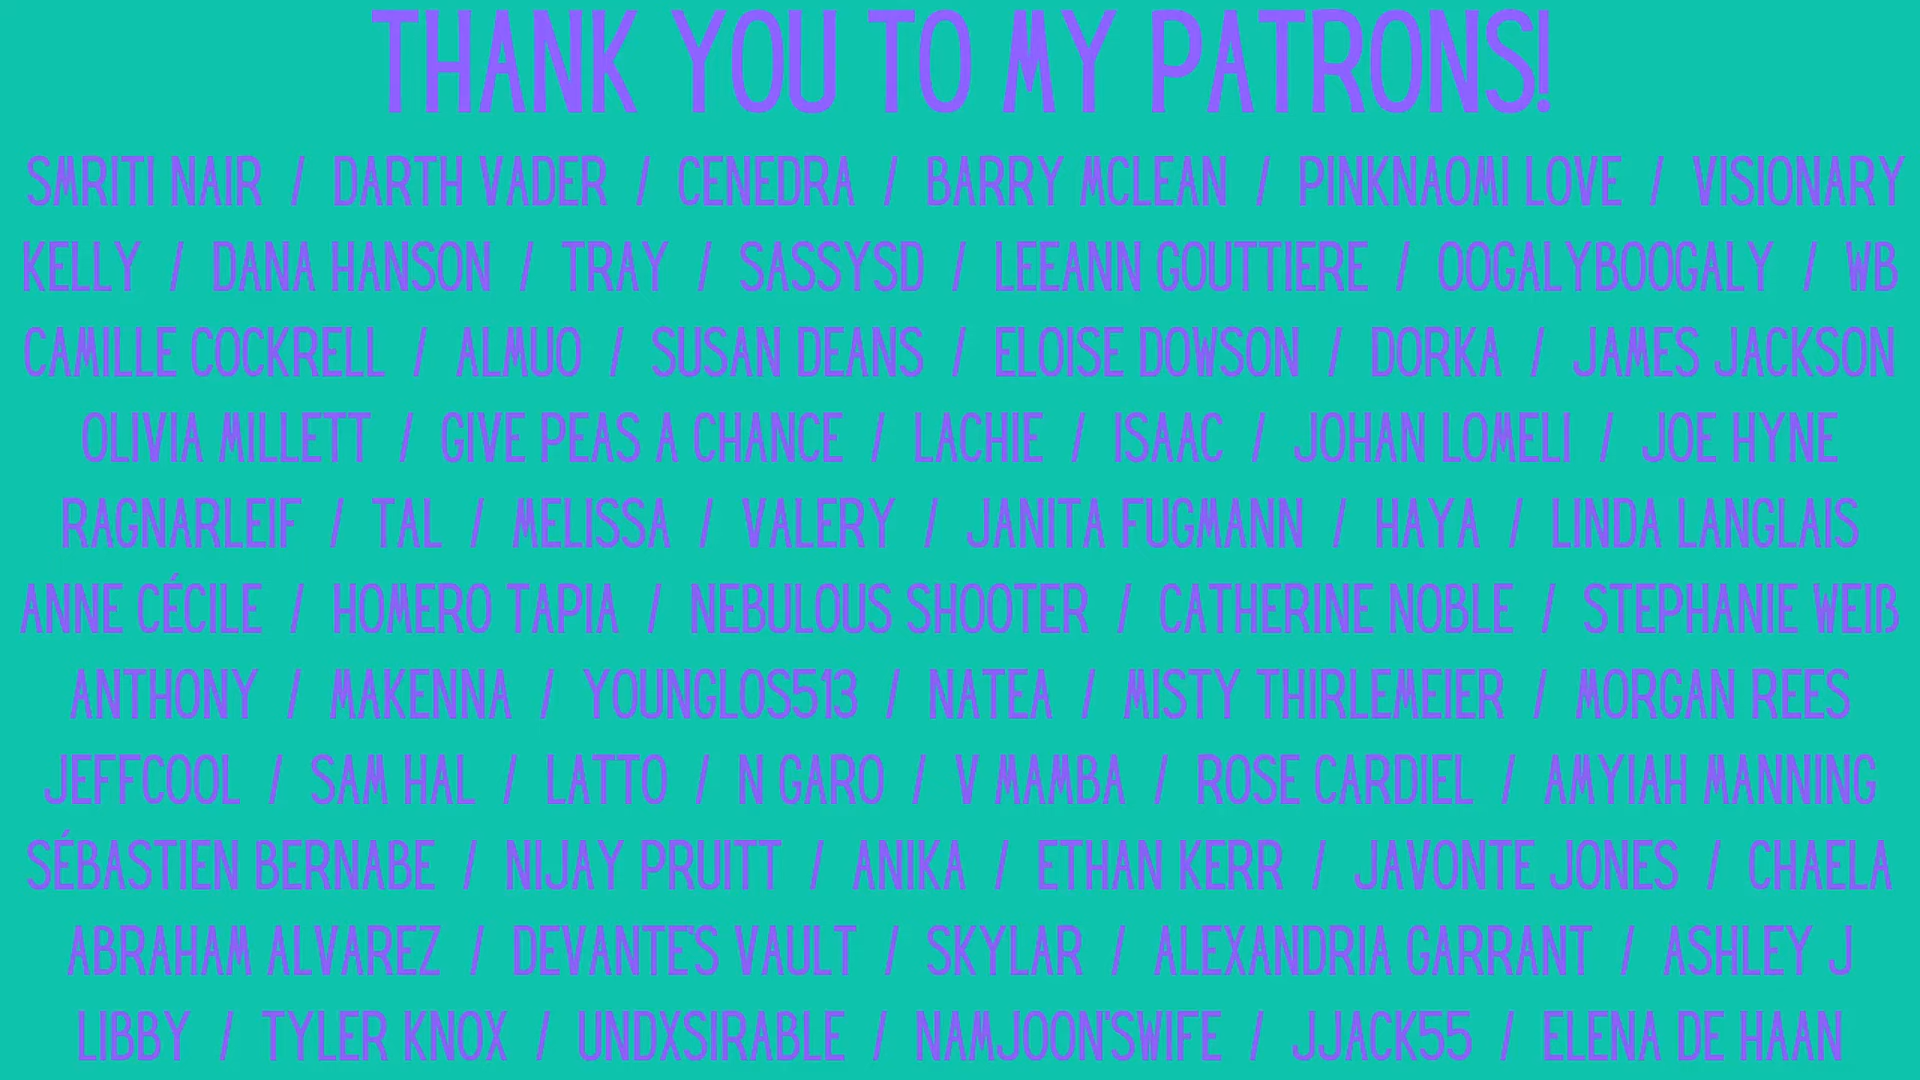 THANK YOU TO MY PATRONS!
SMRITI NAIR / DARTH VADER / CENEDRA / BARRY MCLEAN / PINKNAOMI LOVE / VISIONARY
KELLY / DANA HANSON / TRAY / SASSYSD / LEEANN GOUTTIERE / OOGALYBOOGALY / WB
CAMILLE COCKRELL / ALMUO / SUSAN DEANS / ELOISE DOWSON / DORKA / JAMES JACKSON
OLIVIA MILLETT / GIVE PEAS A CHANCE / LACHIE / ISAAC / JOHAN LOMELI / JOE HYNE
RAGNARLEIF / TAL / MELISSA / VALERY / JANITA FUGMANN / HAYA / LINDA LANGLAIS
ANNE CÉCILE / HOMERO TAPIA / NEBULOUS SHOOTER / CATHERINE NOBLE / STEPHANIE WEIß
ANTHONY / MAKENNA / YOUNGLOS513 / NATEA / MISTY THIRLEMEIER / MORGAN REES
JEFFCOOL / SAM HAL / LATTO / N GARO / V MAMBA / ROSE CARDIEL / AMYIAH MANNING
SÉBASTIEN BERNABE / NIJAY PRUITT / ANIKA / ETHAN KERR / JAVONTE JONES / CHAELA
ABRAHAM ALVAREZ / DEVANTE'S VAULT / SKYLAR / ALEXANDRIA GARRANT / ASHLEY J
LIBBY / TYLER KNOX / UNDXSIRABLE / NAMJOON'SWIFE / JJACK55 / ELENA DE HAAN